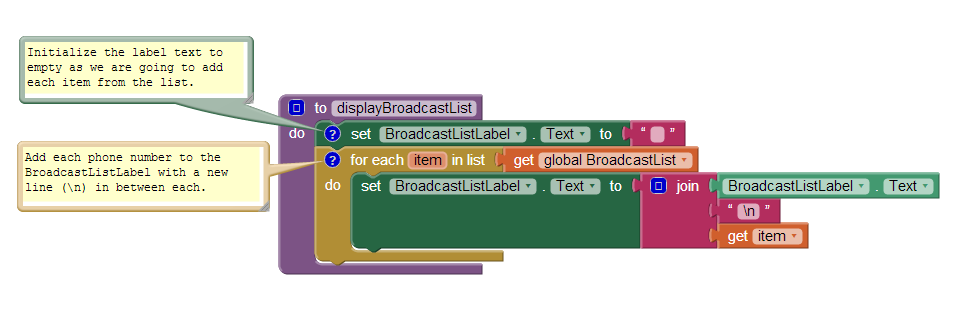 Initialize the label text to
empty as we are going to add
each item from the list.
to displayBroadcastList
do ? set BroadcastListLabel . Text to “ ”
Add each phone number to the
BroadcastListLabel with a new
line (\n) in between each.
? for each item in list get global BroadcastList
do set BroadcastListLabel . Text to join BroadcastListLabel . Text
“ \n ”
get item